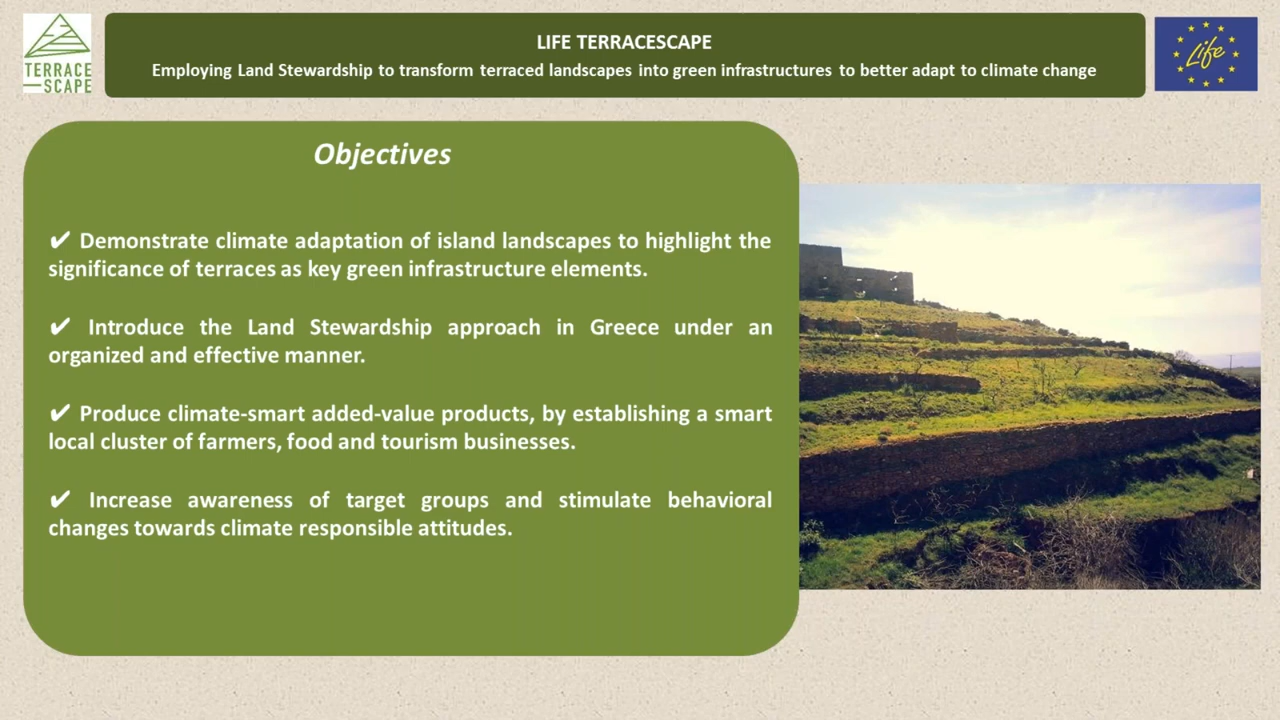 TERRACE
SCAPE
LIFE TERRACESCAPE
Employing Land Stewardship to transform terraced landscapes into green infrastructures to better adapt to climate change
Life
Objectives
✔ Demonstrate climate adaptation of island landscapes to highlight the
significance of terraces as key green infrastructure elements.
✔ Introduce the Land Stewardship approach in Greece under an
organized and effective manner.
✔ Produce climate-smart added-value products, by establishing a smart
local cluster of farmers, food and tourism businesses.
✔ Increase awareness of target groups and stimulate behavioral
changes towards climate responsible attitudes.